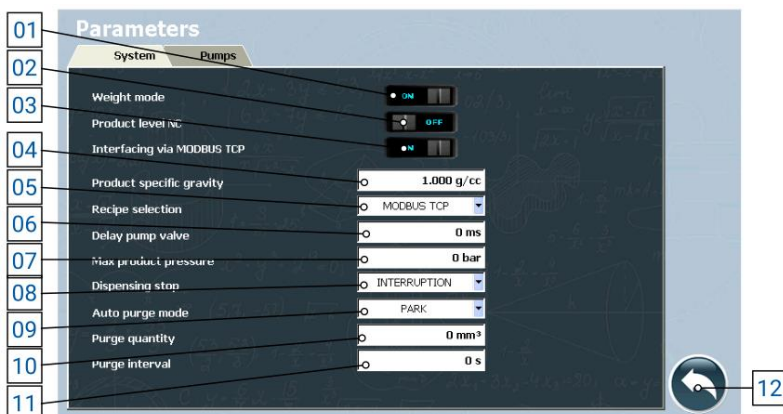 Parameters
System Pumps
01
02
03
04
05
06
07
08
09
10
11
12
Weight mode ON
Product level NC OFF
Interfacing via MODBUS TCP ON
Product specific gravity 1.000 g/cc
Recipe selection MODBUS TCP
Delay pump valve 0 ms
Max product pressure 0 bar
Dispensing stop INTERRUPTION
Auto purge mode PARK
Purge quantity 0 mm³
Purge interval 0 s